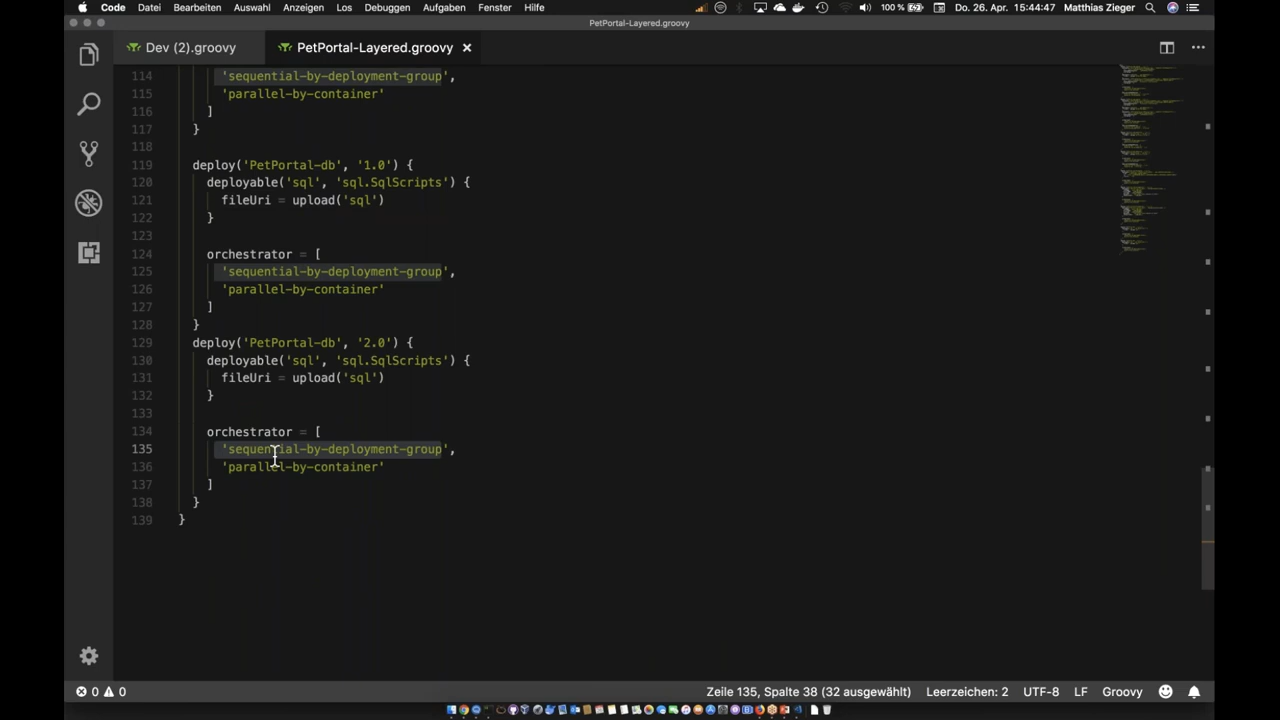 Code Datei Bearbeiten Auswahl Anzeigen Gehe zu Los Debuggen Aufgaben Fenster Hilfe 100 % Do. 26. Apr. 15:44:47 Matthias Zieger
PetPortal-Layered.groovy
Dev (2).groovy PetPortal-Layered.groovy
114 'sequential-by-deployment-group',
115 'parallel-by-container'
116 ]
117 }
118
119 deploy('PetPortal-db', '1.0') {
120 deployable('sql', 'sql.SqlScripts') {
121 fileUri = upload('sql')
122 }
123
124 orchestrator = [
125 'sequential-by-deployment-group',
126 'parallel-by-container'
127 ]
128 }
129 deploy('PetPortal-db', '2.0') {
130 deployable('sql', 'sql.SqlScripts') {
131 fileUri = upload('sql')
132 }
133
134 orchestrator = [
135 'sequential-by-deployment-group',
136 'parallel-by-container'
137 ]
138 }
139 }
0 0 Zeile 135, Spalte 38 (32 ausgewählt) Leerzeichen: 2 UTF-8 LF Groovy